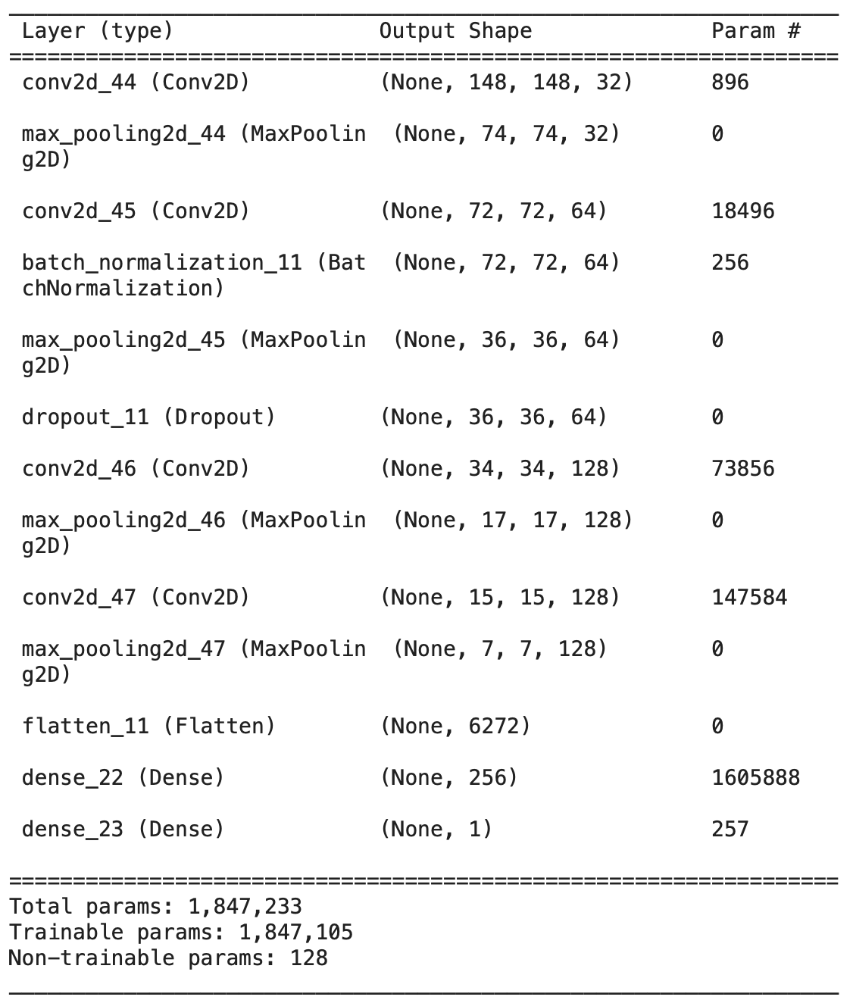 Layer (type)                Output Shape              Param #
=================================================================
conv2d_44 (Conv2D)          (None, 148, 148, 32)      896
max_pooling2d_44 (MaxPoolin  (None, 74, 74, 32)       0
g2D)
conv2d_45 (Conv2D)          (None, 72, 72, 64)        18496
batch_normalization_11 (Bat  (None, 72, 72, 64)       256
chNormalization)
max_pooling2d_45 (MaxPoolin  (None, 36, 36, 64)       0
g2D)
dropout_11 (Dropout)        (None, 36, 36, 64)        0
conv2d_46 (Conv2D)          (None, 34, 34, 128)       73856
max_pooling2d_46 (MaxPoolin  (None, 17, 17, 128)      0
g2D)
conv2d_47 (Conv2D)          (None, 15, 15, 128)       147584
max_pooling2d_47 (MaxPoolin  (None, 7, 7, 128)        0
g2D)
flatten_11 (Flatten)        (None, 6272)              0
dense_22 (Dense)            (None, 256)               1605888
dense_23 (Dense)            (None, 1)                 257
=================================================================
Total params: 1,847,233
Trainable params: 1,847,105
Non-trainable params: 128